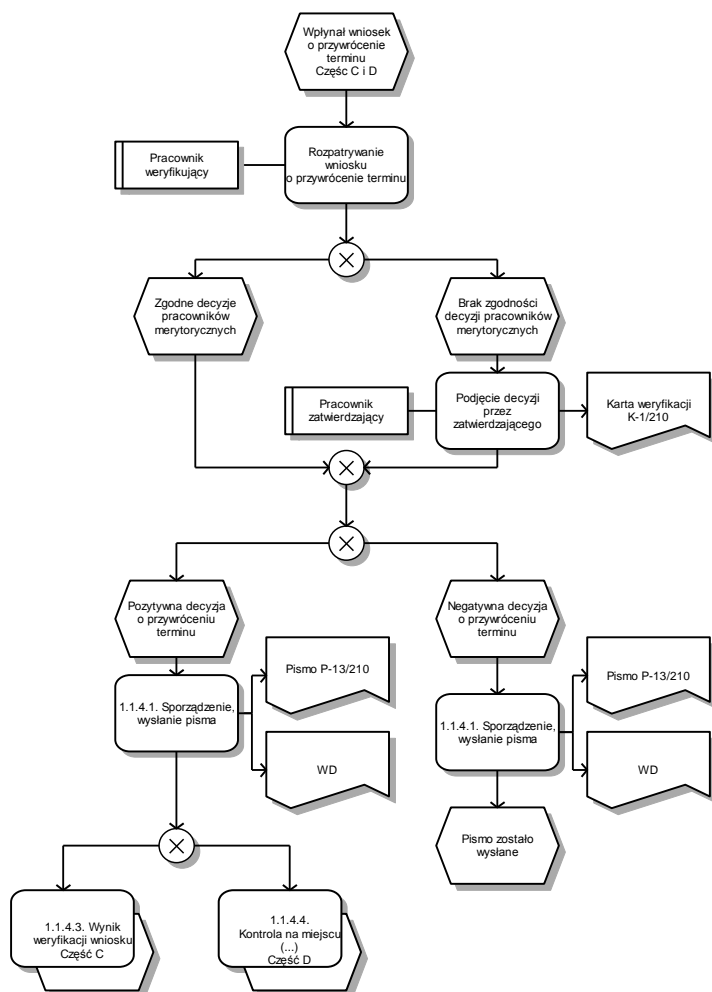 Wpłynał wniosek
o przywrócenie
terminu
Częśc C i D
Pracownik
weryfikujący
Rozpatrywanie
wniosku
o przywrócenie terminu
Zgodne decyzje
pracowników
merytorycznych
Brak zgodności
decyzji pracowników
merytorycznych
Pracownik
zatwierdzający
Podjęcie decyzji
przez
zatwierdzającego
Karta weryfikacji
K-1/210
Pozytywna decyzja
o przywróceniu
terminu
Negatywna decyzja
o przywróceniu
terminu
1.1.4.1. Sporządzenie,
wysłanie pisma
Pismo P-13/210
WD
1.1.4.1. Sporządzenie,
wysłanie pisma
Pismo P-13/210
WD
Pismo zostało
wysłane
1.1.4.3. Wynik
weryfikacji wniosku
Część C
1.1.4.4.
Kontrola na miejscu
(...)
Część D